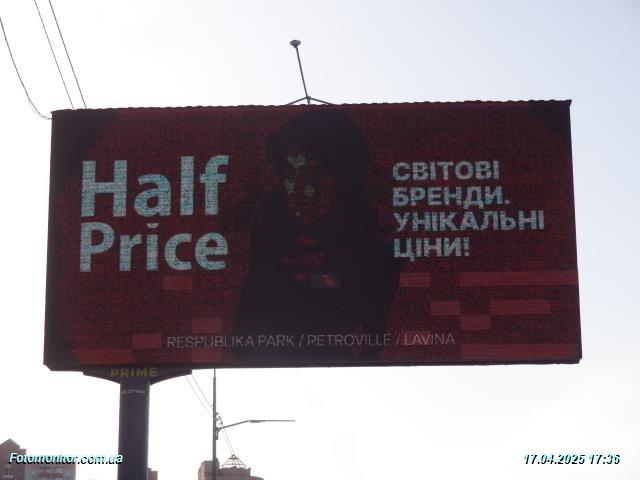 Half
Price
СВІТОВІ
БРЕНДИ.
УНІКАЛЬНІ
ЦІНИ!
RESPUBLIKA PARK / RETROVILLE / LAVINA
PRIME
Fotomonitor.com.ua
17.04.2025 17:36